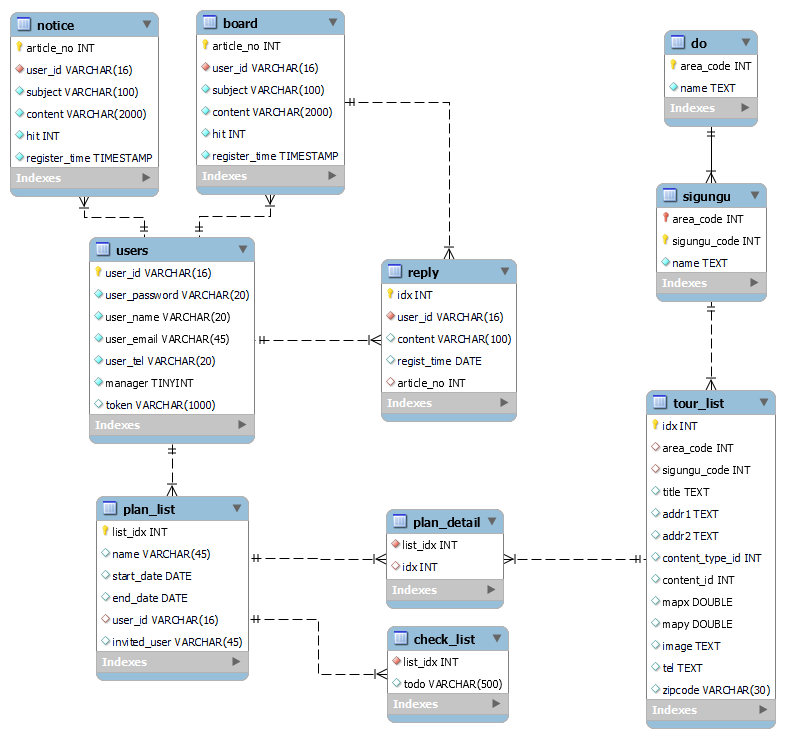 notice
article_no INT
user_id VARCHAR(16)
subject VARCHAR(100)
content VARCHAR(2000)
hit INT
register_time TIMESTAMP
Indexes
board
article_no INT
user_id VARCHAR(16)
subject VARCHAR(100)
content VARCHAR(2000)
hit INT
register_time TIMESTAMP
Indexes
do
area_code INT
name TEXT
Indexes
sigungu
area_code INT
sigungu_code INT
name TEXT
Indexes
users
user_id VARCHAR(16)
user_password VARCHAR(20)
user_name VARCHAR(20)
user_email VARCHAR(45)
user_tel VARCHAR(20)
manager TINYINT
token VARCHAR(1000)
Indexes
reply
idx INT
user_id VARCHAR(16)
content VARCHAR(100)
regist_time DATE
article_no INT
Indexes
tour_list
idx INT
area_code INT
sigungu_code INT
title TEXT
addr1 TEXT
addr2 TEXT
content_type_id INT
content_id INT
mapx DOUBLE
mapy DOUBLE
image TEXT
tel TEXT
zipcode VARCHAR(30)
Indexes
plan_list
list_idx INT
name VARCHAR(45)
start_date DATE
end_date DATE
user_id VARCHAR(16)
invited_user VARCHAR(45)
Indexes
plan_detail
list_idx INT
idx INT
Indexes
check_list
list_idx INT
todo VARCHAR(500)
Indexes